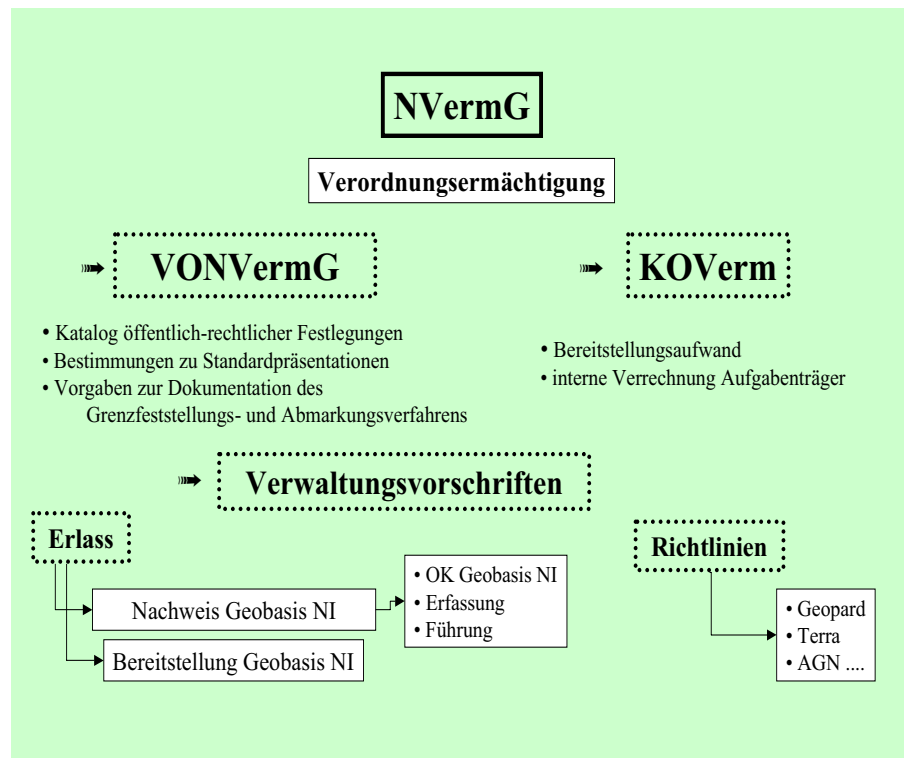 NVermG
Verordnungsermächtigung
VONVermG
• Katalog öffentlich-rechtlicher Festlegungen
• Bestimmungen zu Standardpräsentationen
• Vorgaben zur Dokumentation des
Grenzfeststellungs- und Abmarkungsverfahrens
KOVerm
• Bereitstellungsaufwand
• interne Verrechnung Aufgabenträger
Verwaltungsvorschriften
Erlass
Nachweis Geobasis NI
Bereitstellung Geobasis NI
• OK Geobasis NI
• Erfassung
• Führung
Richtlinien
• Geopard
• Terra
• AGN ....